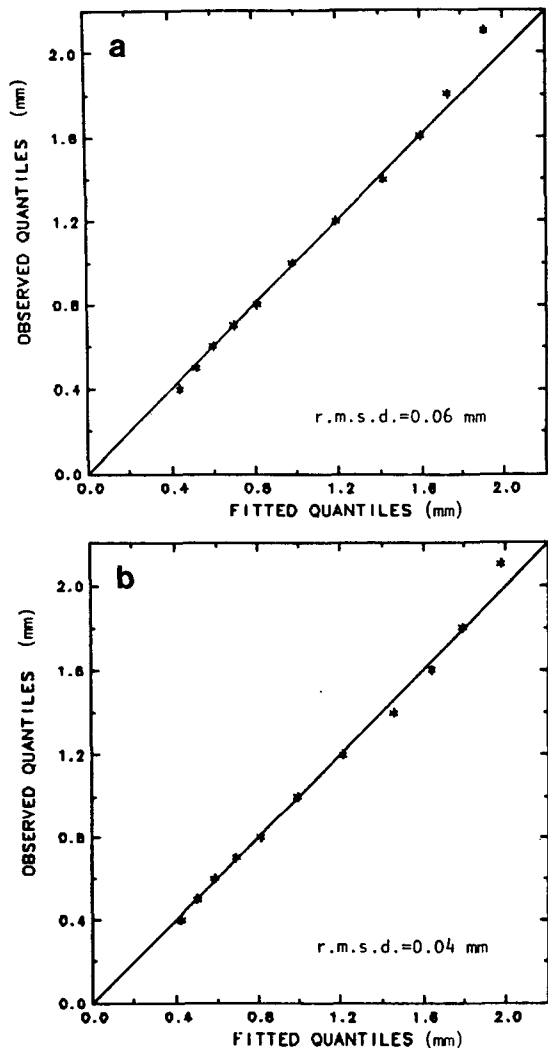 a
2.0
1.6
1.2
0.8
0.4
0.0
OBSERVED QUANTILES (mm)
r.m.s.d.=0.06 mm
0.0 0.4 0.8 1.2 1.6 2.0
FITTED QUANTILES (mm)
b
2.0
1.6
1.2
0.8
0.4
0.0
OBSERVED QUANTILES (mm)
r.m.s.d.=0.04 mm
0.0 0.4 0.8 1.2 1.6 2.0
FITTED QUANTILES (mm)